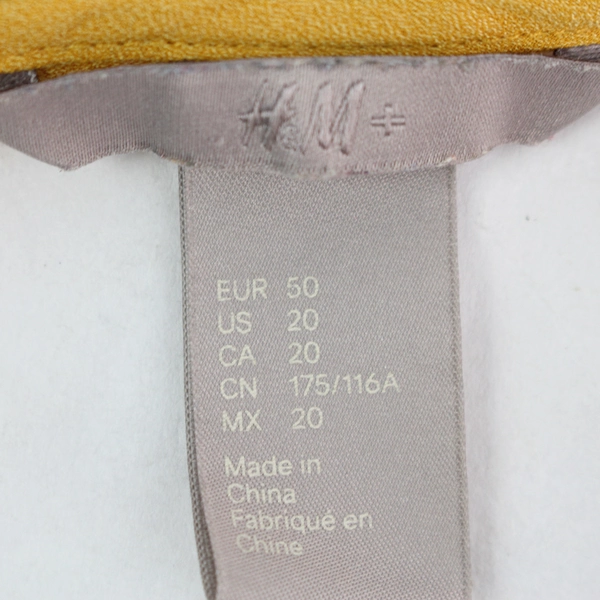 H&M +
EUR 50
US 20
CA 20
CN 175/116A
MX 20
Made in
China
Fabriqué en
Chine